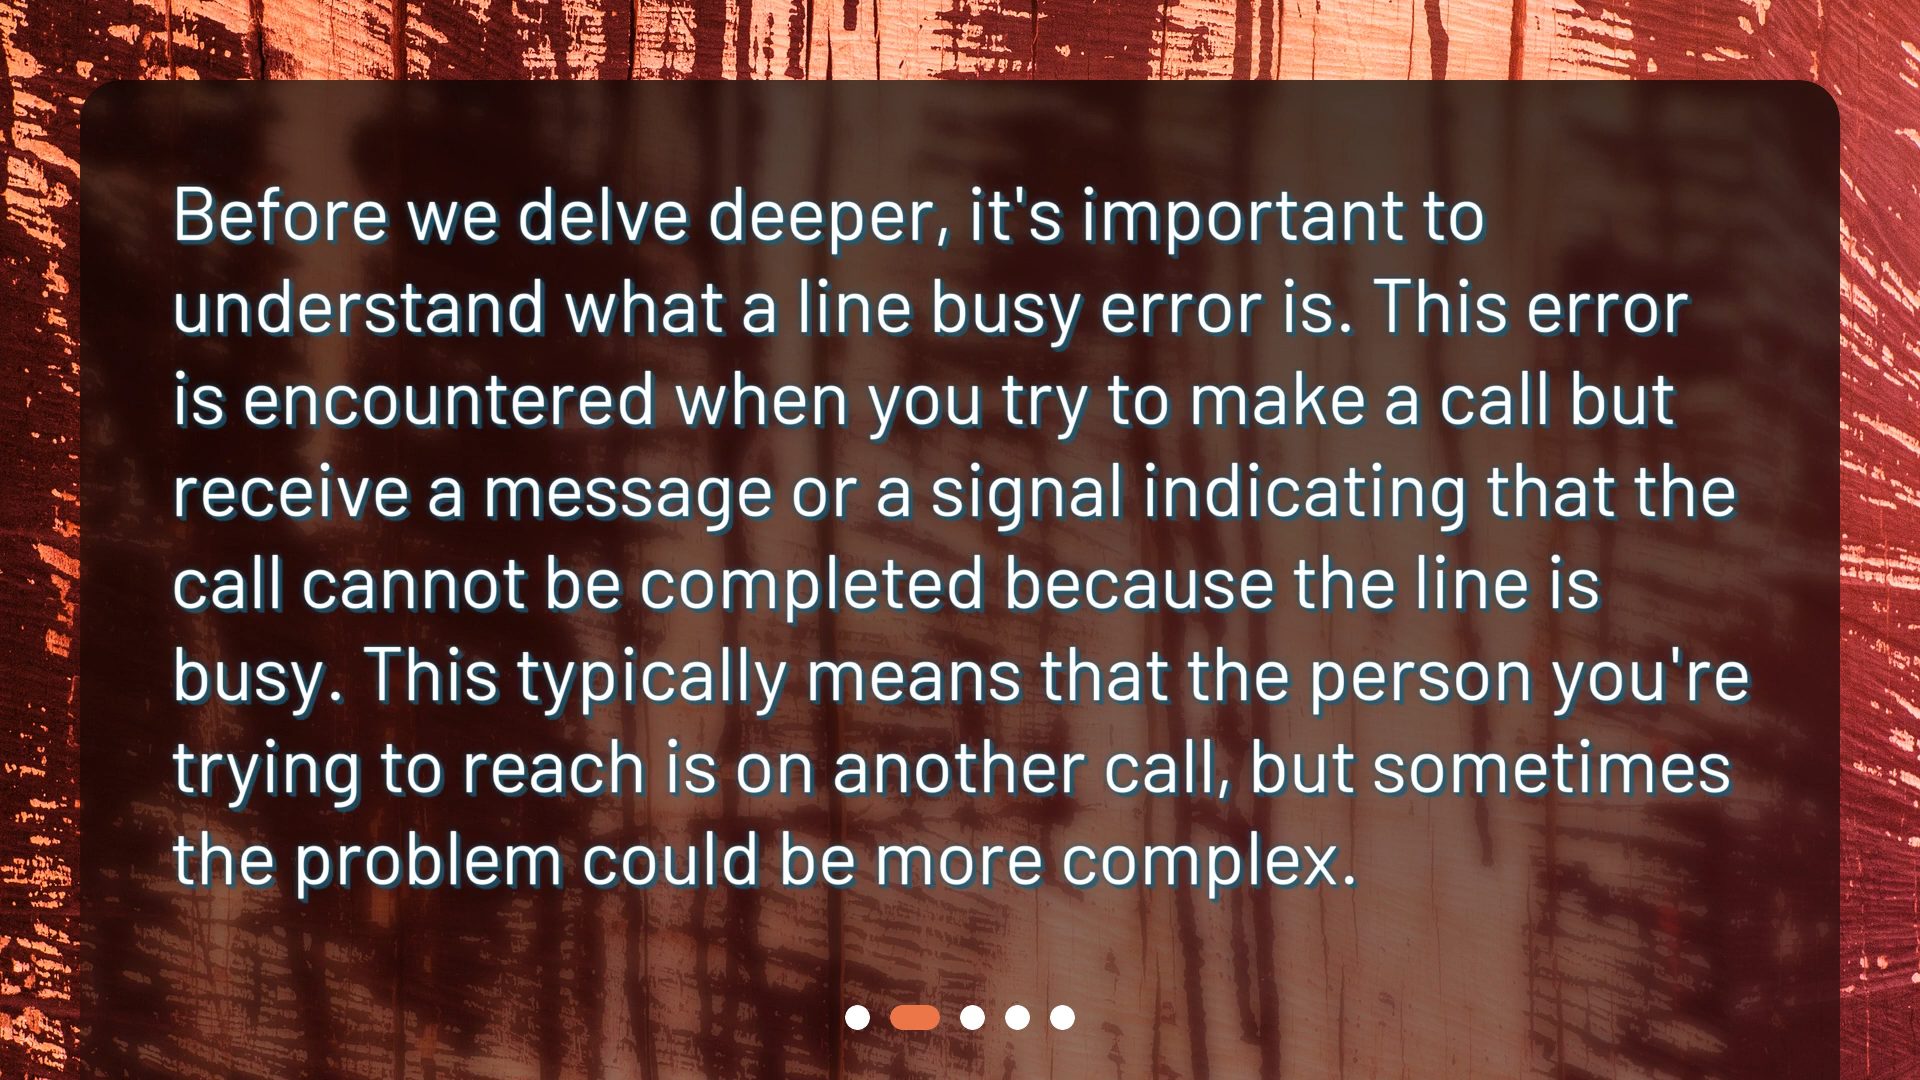 Before we delve deeper, it's important to
understand what a line busy error is. This error
is encountered when you try to make a call but
receive a message or a signal indicating that the
call cannot be completed because the line is
busy. This typically means that the person you're
trying to reach is on another call, but sometimes
the problem could be more complex.